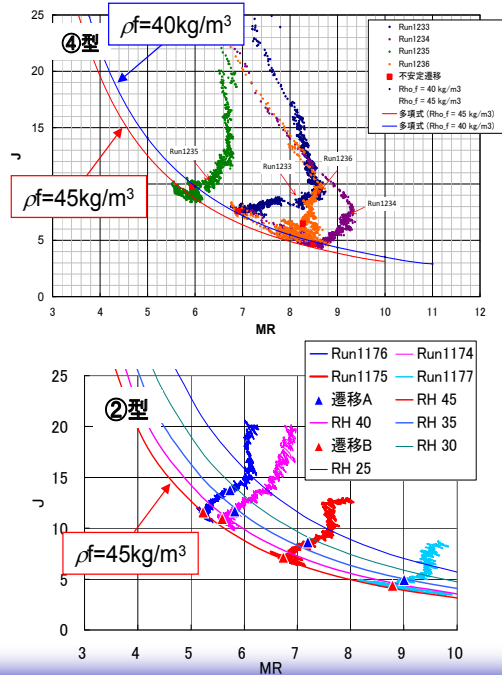 ④型
ρf=40kg/m³
ρf=45kg/m³
25
20
15
10
5
0
J
3 4 5 6 7 8 9 10 11 12
MR
Run1235
Run1233
Run1236
Run1234
Run1233
Run1234
Run1235
Run1236
不安定遷移
Rho_f = 40 kg/m3
Rho_f = 45 kg/m3
多項式 (Rho_f = 45 kg/m3)
多項式 (Rho_f = 40 kg/m3)
②型
ρf=45kg/m³
25
20
15
10
5
0
J
3 4 5 6 7 8 9 10
MR
Run1176 Run1174
Run1175 Run1177
遷移A RH 45
遷移B RH 35
RH 40 RH 30
RH 25